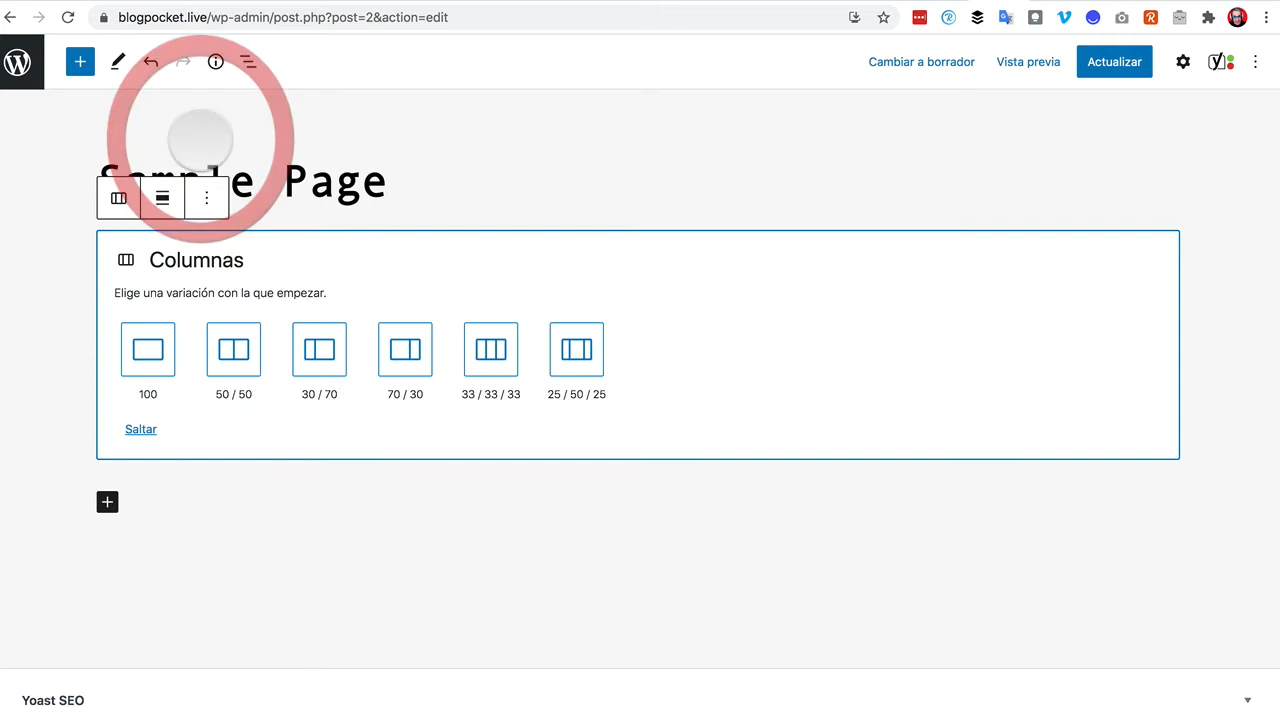 blogpocket.live/wp-admin/post.php?post=2&action=edit
Cambiar a borrador
Vista previa
Actualizar
Sample Page
Columnas
Elige una variación con la que empezar.
100
50 / 50
30 / 70
70 / 30
33 / 33 / 33
25 / 50 / 25
Saltar
Yoast SEO